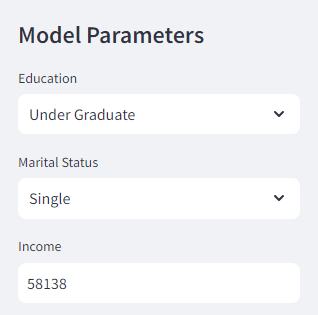 Model Parameters
Education
Under Graduate
Marital Status
Single
Income
58138